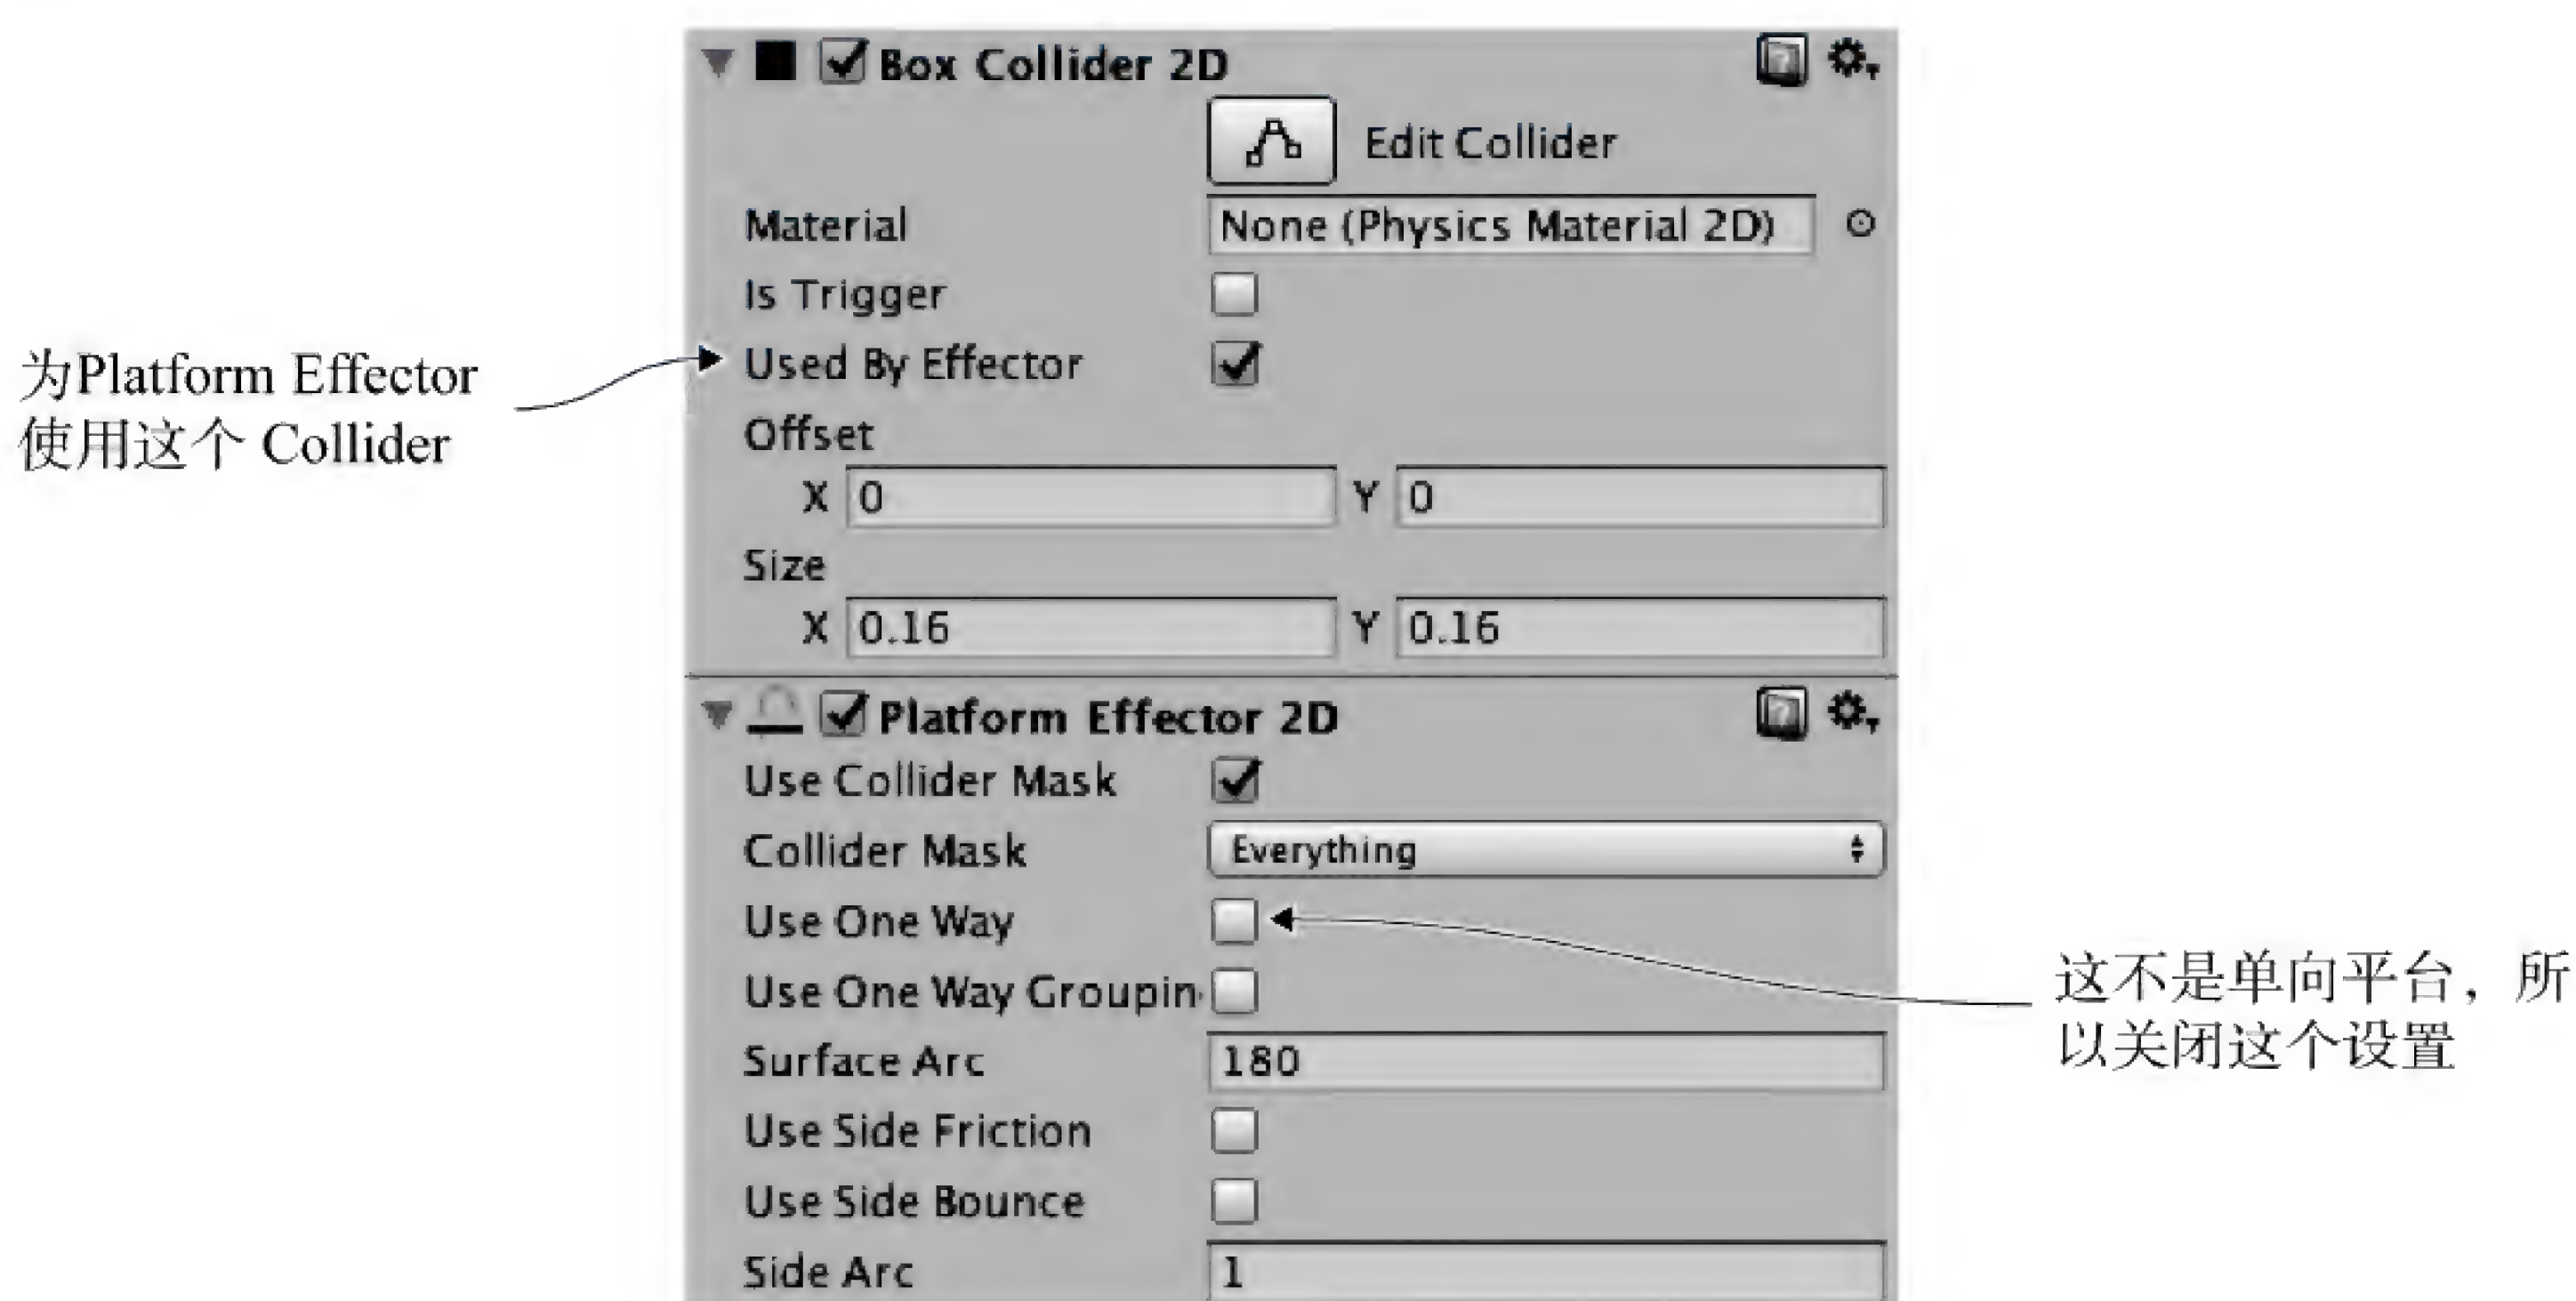 Box Collider 2D
Edit Collider
Material None (Physics Material 2D)
Is Trigger
为Platform Effector
使用这个 Collider
Used By Effector
Offset
X 0 Y 0
Size
X 0.16 Y 0.16
Platform Effector 2D
Use Collider Mask
Collider Mask Everything
Use One Way
Use One Way Groupin
这不是单向平台，所
以关闭这个设置
Surface Arc 180
Use Side Friction
Use Side Bounce
Side Arc 1